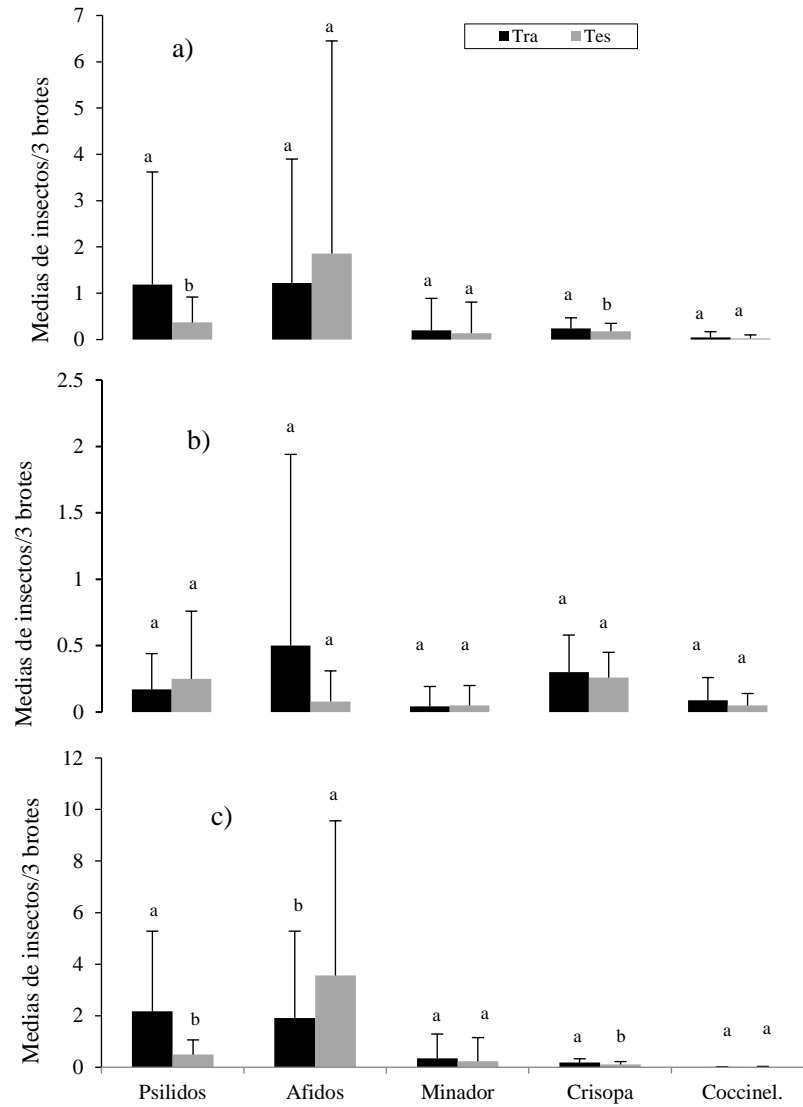 a)
Tra Tes
Medias de insectos/3 brotes
7
6
5
4
3
2
1
0
a b a a a a a b a a
b)
Medias de insectos/3 brotes
2.5
2
1.5
1
0.5
0
a a a a a a a a a a
c)
Medias de insectos/3 brotes
12
10
8
6
4
2
0
a b b a a a a b a a
Psilidos Afidos Minador Crisopa Coccinel.